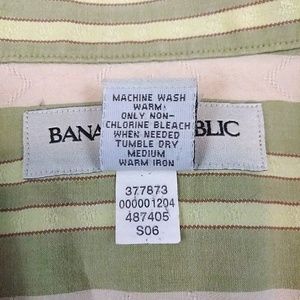 MACHINE WASH
WARM
ONLY NON-
CHLORINE BLEACH
WHEN NEEDED
TUMBLE DRY
MEDIUM
WARM IRON
BANA BLIC
377873
000001204
487405
S06